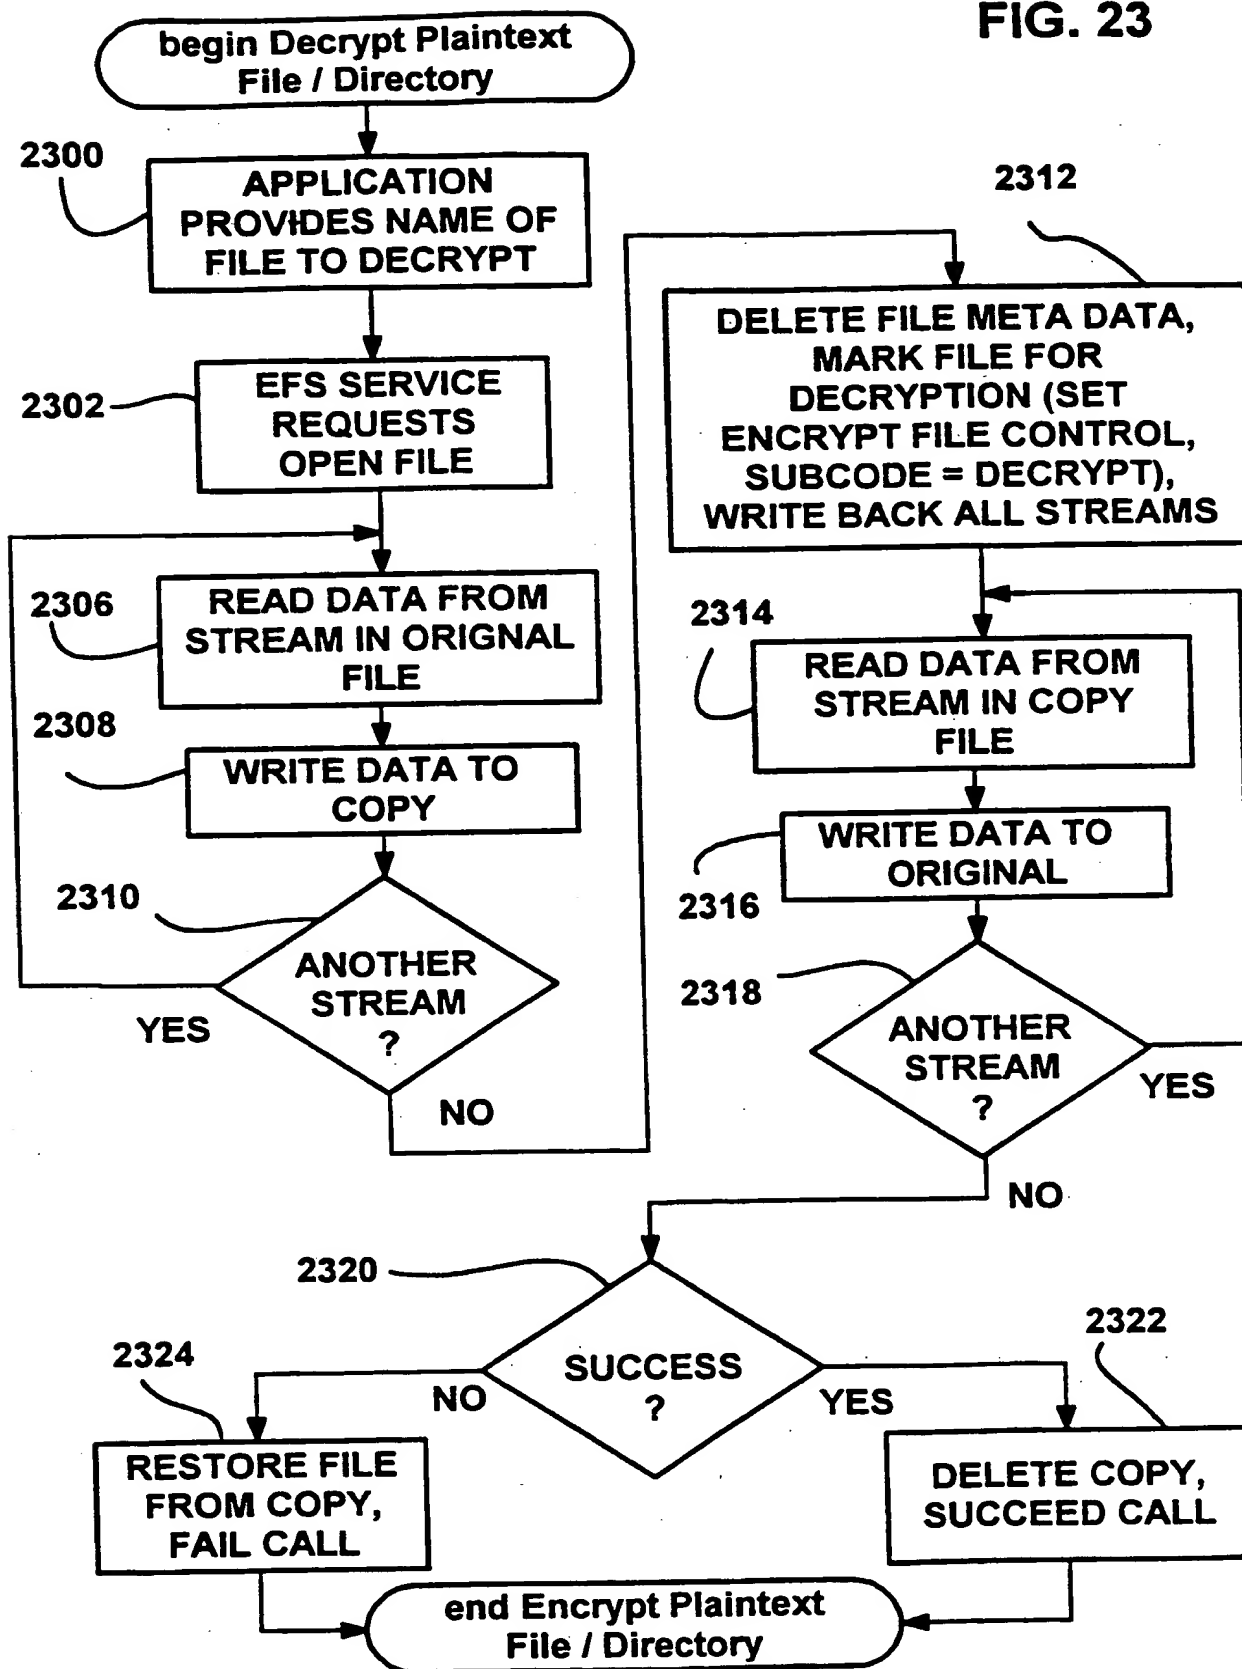 FIG. 23
begin Decrypt Plaintext
File / Directory
2300
APPLICATION
PROVIDES NAME OF
FILE TO DECRYPT
2302
EFS SERVICE
REQUESTS
OPEN FILE
2306
READ DATA FROM
STREAM IN ORIGNAL
FILE
2308
WRITE DATA TO
COPY
2310
ANOTHER
STREAM
?
YES
NO
2312
DELETE FILE META DATA,
MARK FILE FOR
DECRYPTION (SET
ENCRYPT FILE CONTROL,
SUBCODE = DECRYPT),
WRITE BACK ALL STREAMS
2314
READ DATA FROM
STREAM IN COPY
FILE
2316
WRITE DATA TO
ORIGINAL
2318
ANOTHER
STREAM
?
YES
NO
2320
SUCCESS
?
NO
YES
2324
RESTORE FILE
FROM COPY,
FAIL CALL
2322
DELETE COPY,
SUCCEED CALL
end Encrypt Plaintext
File / Directory